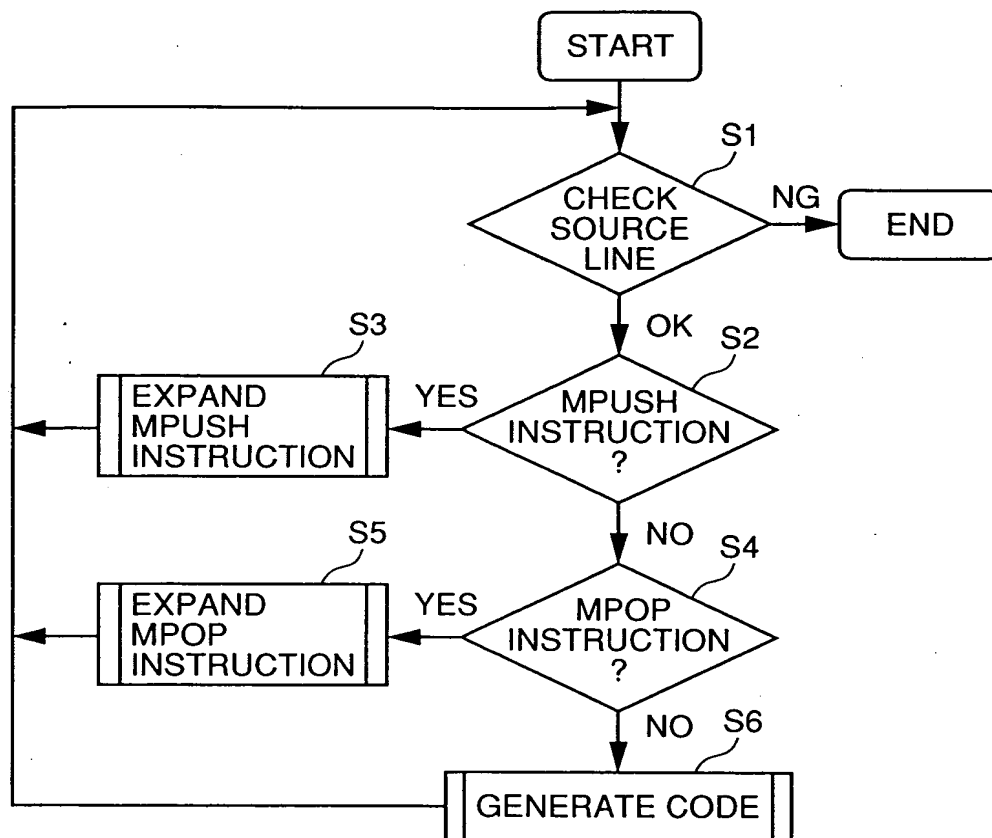 START
S1
CHECK
SOURCE
LINE
NG
END
OK
S2
MPUSH
INSTRUCTION
?
YES
S3
EXPAND
MPUSH
INSTRUCTION
NO
S4
MPOP
INSTRUCTION
?
YES
S5
EXPAND
MPOP
INSTRUCTION
NO
S6
GENERATE CODE